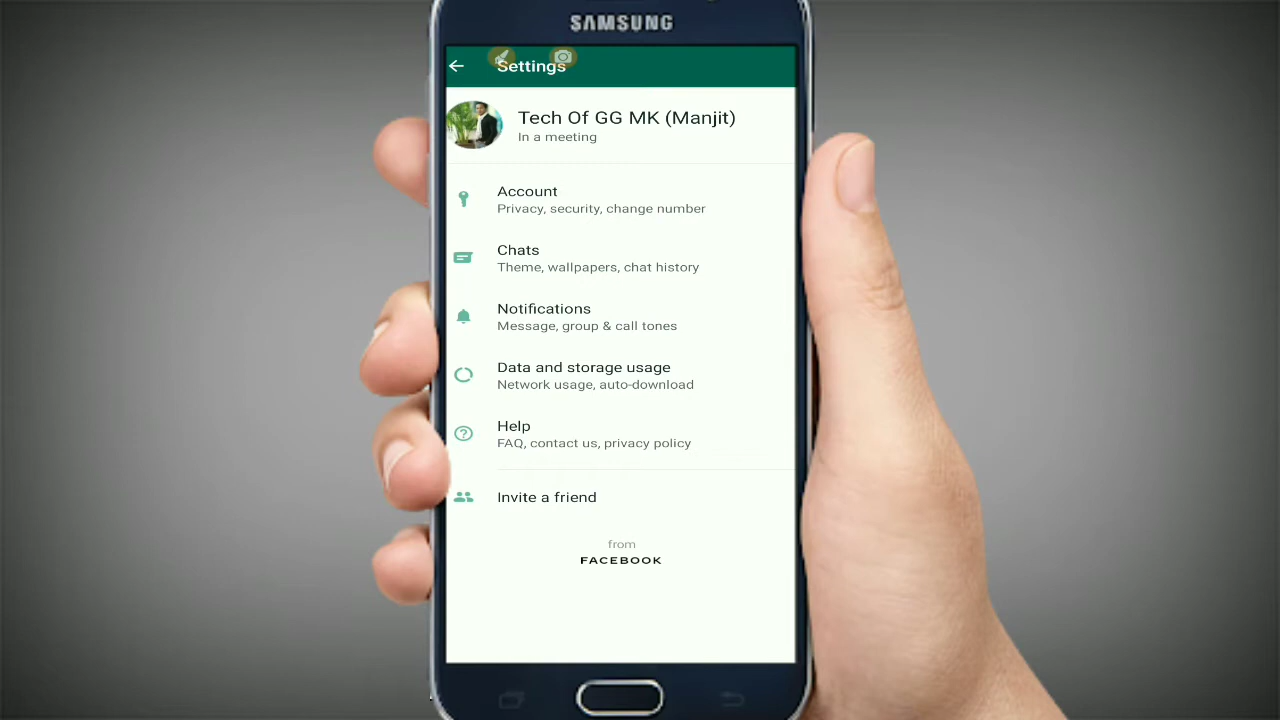 SAMSUNG
Settings
Tech Of GG MK (Manjit)
In a meeting
Account
Privacy, security, change number
Chats
Theme, wallpapers, chat history
Notifications
Message, group & call tones
Data and storage usage
Network usage, auto-download
Help
FAQ, contact us, privacy policy
Invite a friend
from
FACEBOOK